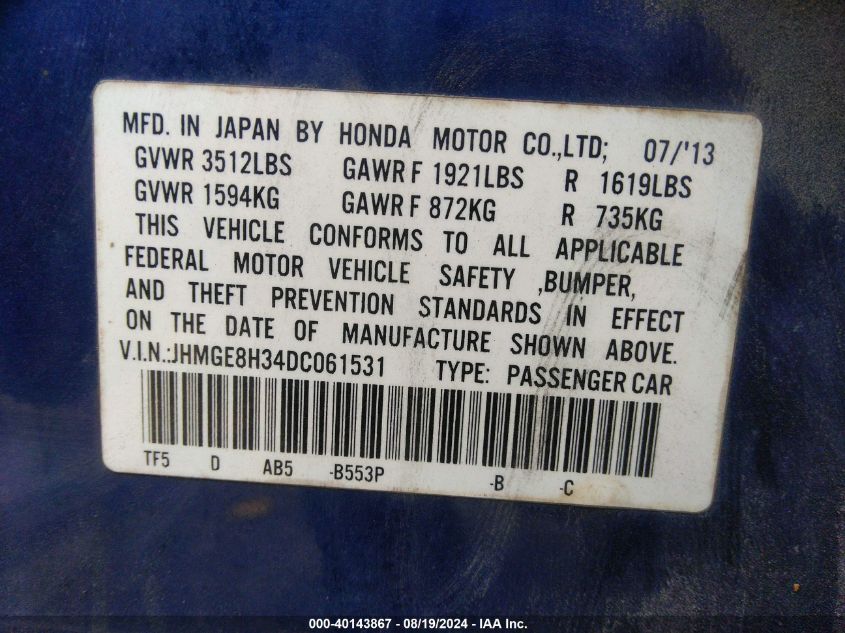 MFD. IN JAPAN BY HONDA MOTOR CO.,LTD; 07/'13
GVWR 3512LBS GAWR F 1921LBS R 1619LBS
GVWR 1594KG GAWR F 872KG R 735KG
THIS VEHICLE CONFORMS TO ALL APPLICABLE
FEDERAL MOTOR VEHICLE SAFETY ,BUMPER,
AND THEFT PREVENTION STANDARDS IN EFFECT
ON THE DATE OF MANUFACTURE SHOWN ABOVE.
V.I.N.:JHMGE8H34DC061531 TYPE: PASSENGER CAR
TF5 D AB5 -B553P -B -C
000-40143867 - 08/19/2024 - IAA Inc.